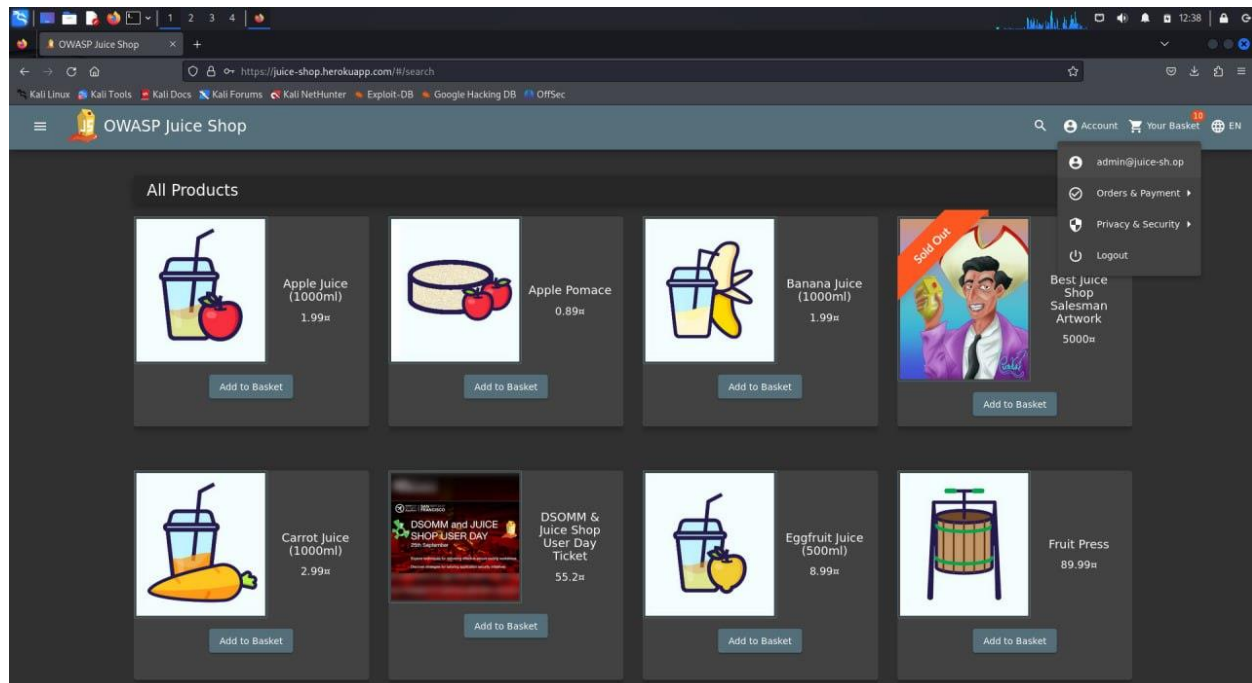 1 2 3 4
12:38
OWASP Juice Shop
https://juice-shop.herokuapp.com/#/search
Kali Linux Kali Tools Kali Docs Kali Forums Kali NetHunter Exploit-DB Google Hacking DB OffSec
OWASP Juice Shop
Account
Your Basket
10
EN
admin@juice-sh.op
Orders & Payment
Privacy & Security
Logout
All Products
Apple Juice
(1000ml)
1.99¤
Add to Basket
Apple Pomace
0.89¤
Add to Basket
Banana Juice
(1000ml)
1.99¤
Add to Basket
Sold Out
Best Juice
Shop
Salesman
Artwork
5000¤
Add to Basket
Carrot Juice
(1000ml)
2.99¤
Add to Basket
DSOMM and JUICE
SHOP USER DAY
25th September
DSOMM &
Juice Shop
User Day
Ticket
55.2¤
Add to Basket
Eggfruit Juice
(500ml)
8.99¤
Add to Basket
Fruit Press
89.99¤
Add to Basket